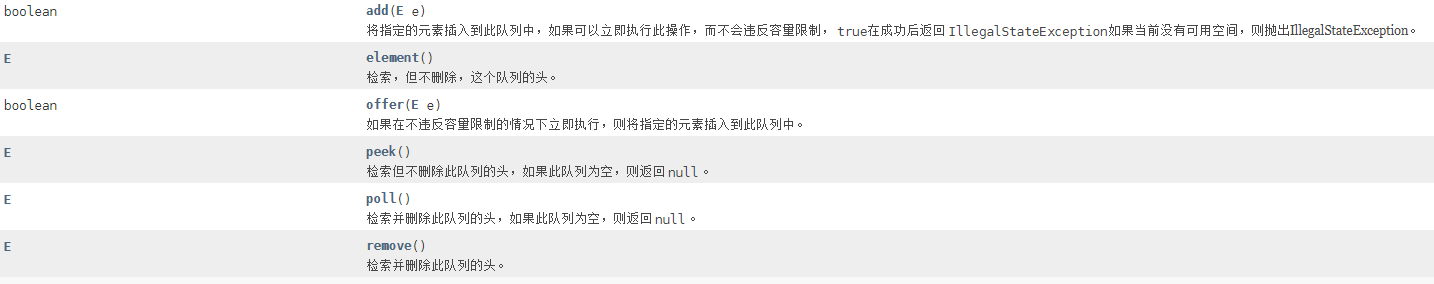 boolean add(E e)
将指定的元素插入到此队列中，如果可以立即执行此操作，而不会违反容量限制， true在成功后返回 IllegalStateException如果当前没有可用空间，则抛出IllegalStateException。
E element()
检索，但不删除，这个队列的头。
boolean offer(E e)
如果在不违反容量限制的情况下立即执行，则将指定的元素插入到此队列中。
E peek()
检索但不删除此队列的头，如果此队列为空，则返回 null 。
E poll()
检索并删除此队列的头，如果此队列为空，则返回 null 。
E remove()
检索并删除此队列的头。